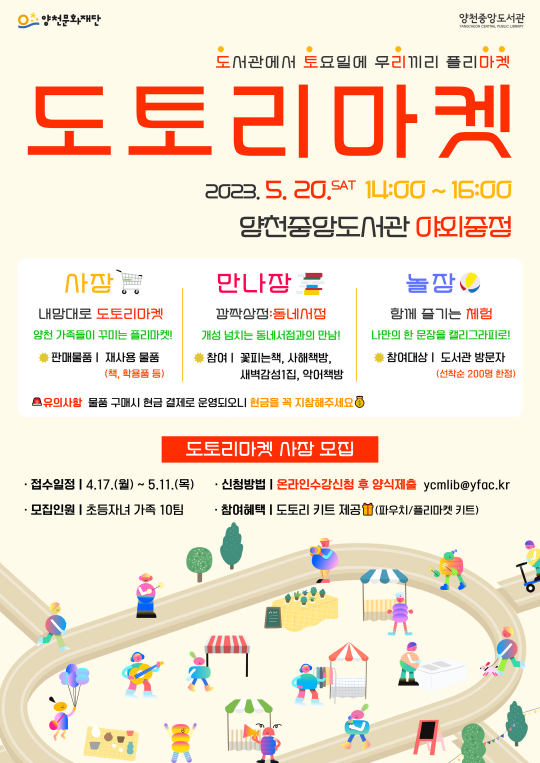 양천문화재단
양천중앙도서관
YANGCHEON CENTRAL PUBLIC LIBRARY
도서관에서 토요일에 우리끼리 플리마켓
도토리마켓
2023. 5. 20.SAT 14:00 ~ 16:00
양천중앙도서관 야외중정
사장
내맘대로 도토리마켓
양천 가족들이 꾸미는 플리마켓!
판매물품ㅣ 재사용 물품
(책, 학용품 등)
만나장
깜짝상점:동네서점
개성 넘치는 동네서점과의 만남!
참여ㅣ 꽃피는책, 사해책방,
새벽감성1집, 악어책방
놀장
함께 즐기는 체험
나만의 한 문장을 캘리그라피로!
참여대상ㅣ 도서관 방문자
(선착순 200명 한정)
유의사항 물품 구매시 현금 결제로 운영되오니 현금을 꼭 지참해주세요
도토리마켓 사장 모집
· 접수일정ㅣ4.17.(월) ~ 5.11.(목)
· 신청방법ㅣ온라인수강신청 후 양식제출 ycmlib@yfac.kr
· 모집인원ㅣ초등자녀 가족 10팀
· 참여혜택ㅣ도토리 키트 제공(파우치/플리마켓 키트)